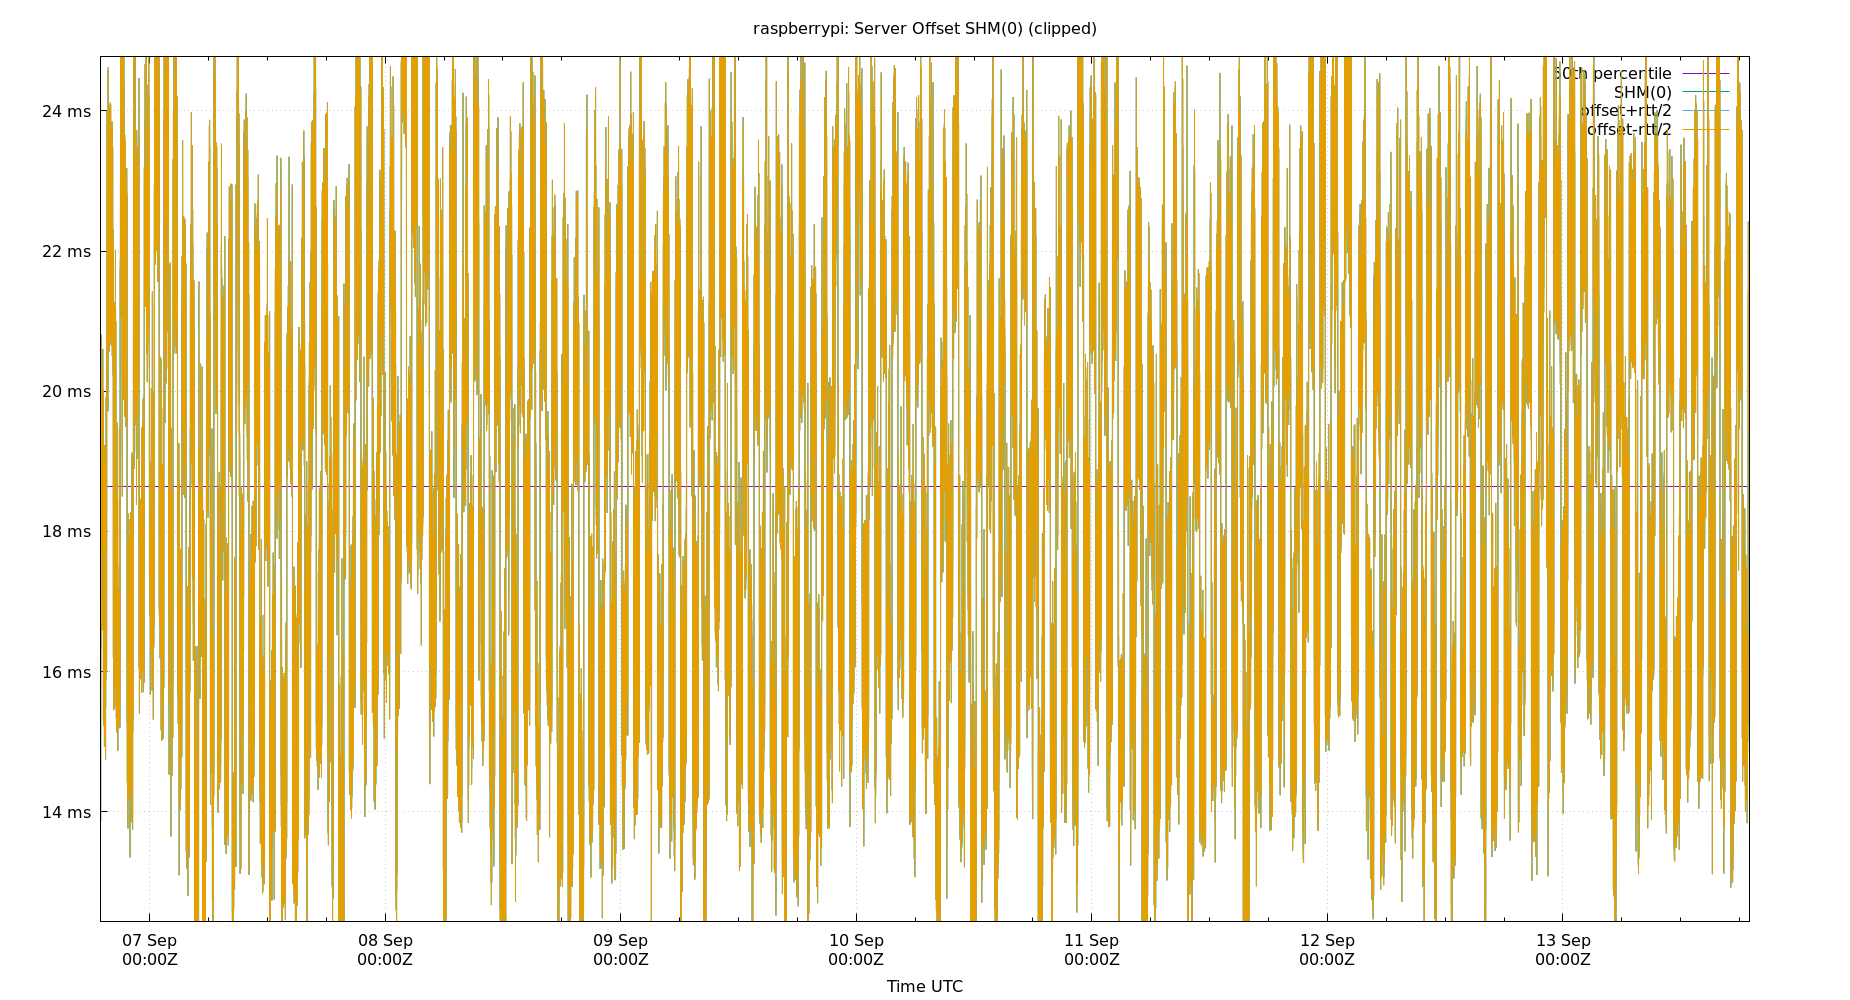 raspberrypi: Server Offset SHM(0) (clipped)
50th percentile
SHM(0)
offset+rtt/2
offset-rtt/2
24 ms
22 ms
20 ms
18 ms
16 ms
14 ms
07 Sep
00:00Z
08 Sep
00:00Z
09 Sep
00:00Z
10 Sep
00:00Z
11 Sep
00:00Z
12 Sep
00:00Z
13 Sep
00:00Z
Time UTC